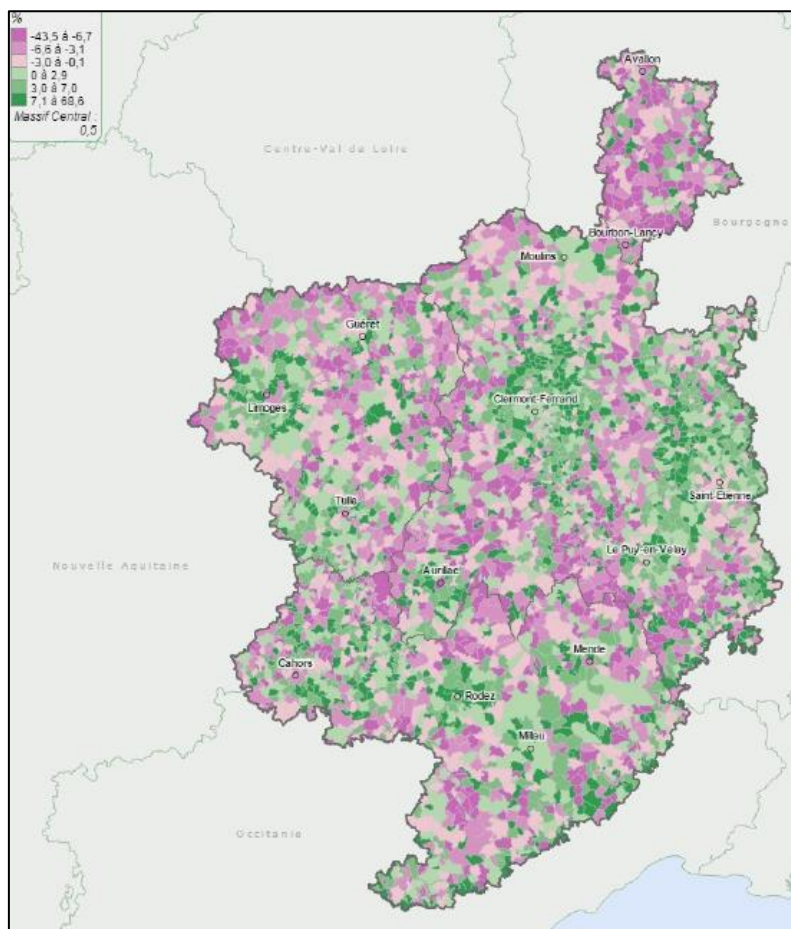 %
-43,5 à -6,7
-6,6 à -3,1
-3,0 à -0,1
0 à 2,9
3,0 à 7,0
7,1 à 68,6
Massif Central :
0,5
Avallon
Centre-Val de Loire
Bourgogne
Bourbon-Lancy
Moulins
Guéret
Clermont-Ferrand
Limoges
Saint-Étienne
Tulle
Le Puy-en-Velay
Nouvelle Aquitaine
Aurillac
Mende
Cahors
Rodez
Millau
Occitanie